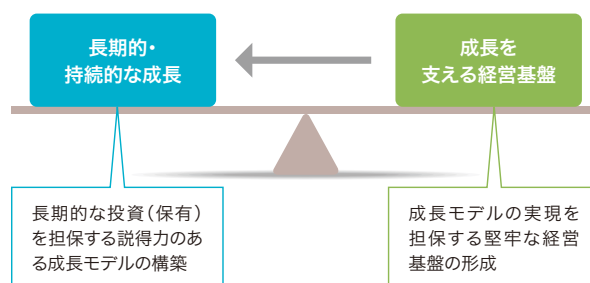 長期的・
持続的な成長
成長を
支える経営基盤
長期的な投資（保有）
を担保する説得力のあ
る成長モデルの構築
成長モデルの実現を
担保する堅牢な経営
基盤の形成